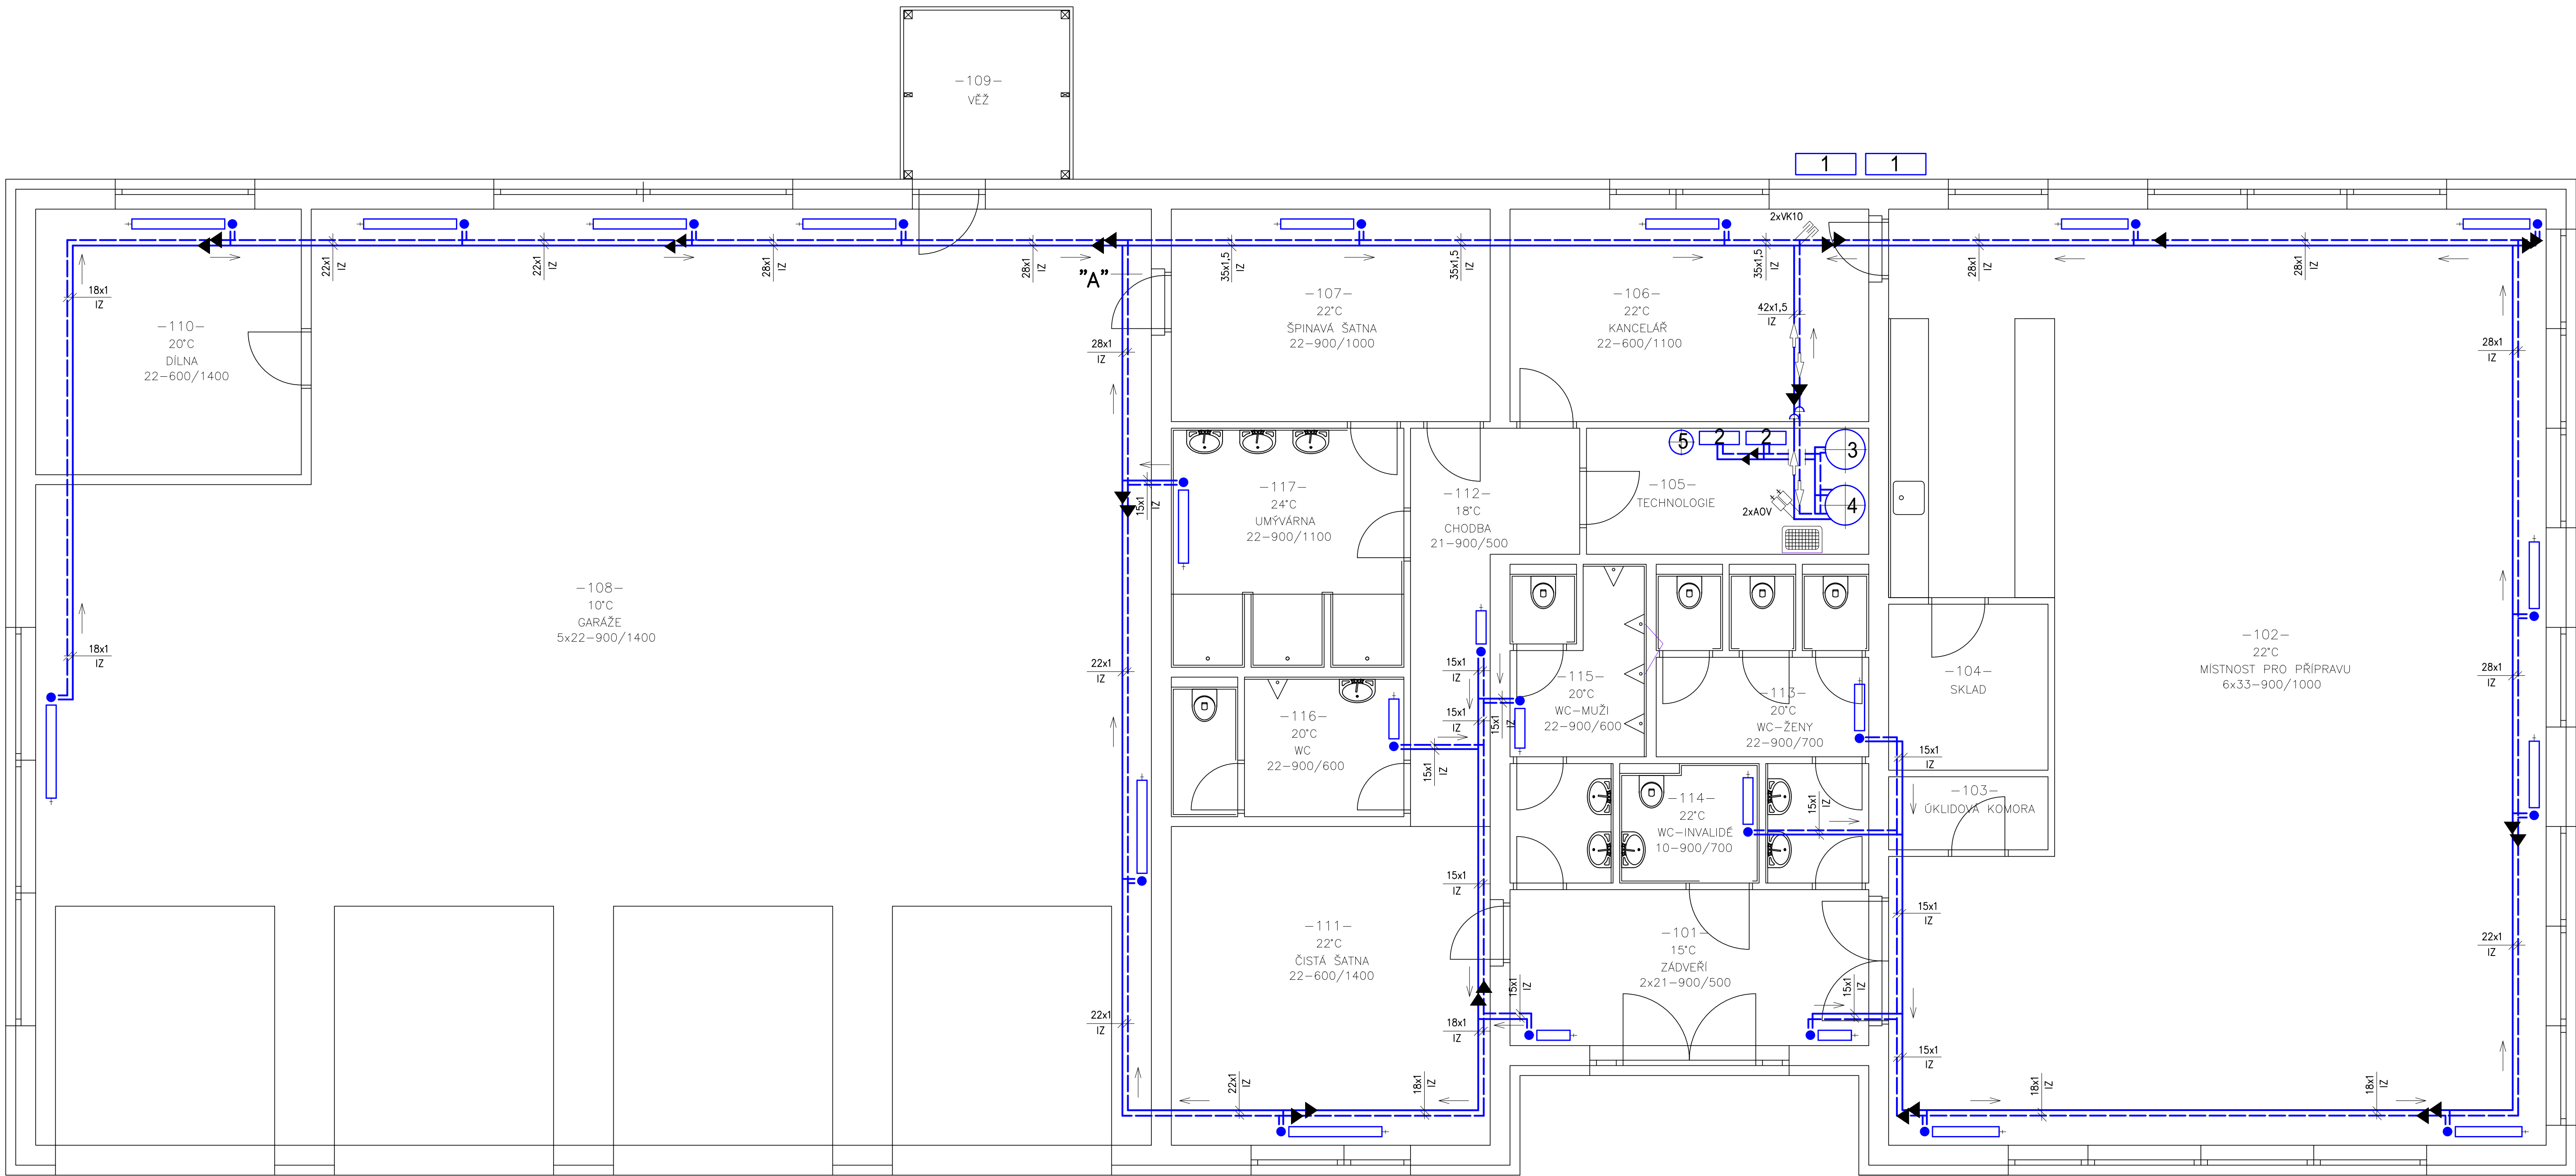 -109-
VĚŽ
1
1
2xVK10
22x1
IZ
22x1
IZ
28x1
IZ
28x1
IZ
"A"
35x1,5
IZ
35x1,5
IZ
35x1,5
IZ
28x1
IZ
28x1
IZ
18x1
IZ
-110-
20°C
DÍLNA
22-600/1400
-107-
22°C
ŠPINAVÁ ŠATNA
22-900/1000
-106-
22°C
KANCELÁŘ
22-600/1100
42x1,5
IZ
28x1
IZ
28x1
IZ
5
2
2
3
4
-105-
TECHNOLOGIE
2xAOV
15x1
IZ
-117-
24°C
UMÝVÁRNA
22-900/1100
-112-
18°C
CHODBA
21-900/500
-108-
10°C
GARÁŽE
5x22-900/1400
18x1
IZ
22x1
IZ
15x1
IZ
15x1
IZ
15x1
IZ
-115-
20°C
WC-MUŽI
22-900/600
-113-
20°C
WC-ŽENY
22-900/700
-104-
SKLAD
-102-
22°C
MÍSTNOST PRO PŘÍPRAVU
6x33-900/1000
28x1
IZ
-116-
20°C
WC
22-900/600
15x1
IZ
15x1
IZ
-114-
22°C
WC-INVALIDÉ
10-900/700
15x1
IZ
-103-
ÚKLIDOVÁ KOMORA
15x1
IZ
-111-
22°C
ČISTÁ ŠATNA
22-600/1400
-101-
15°C
ZÁDVEŘÍ
2x21-900/500
15x1
IZ
22x1
IZ
22x1
IZ
15x1
IZ
15x1
IZ
18x1
IZ
15x1
IZ
22x1
IZ
18x1
IZ
18x1
IZ
18x1
IZ